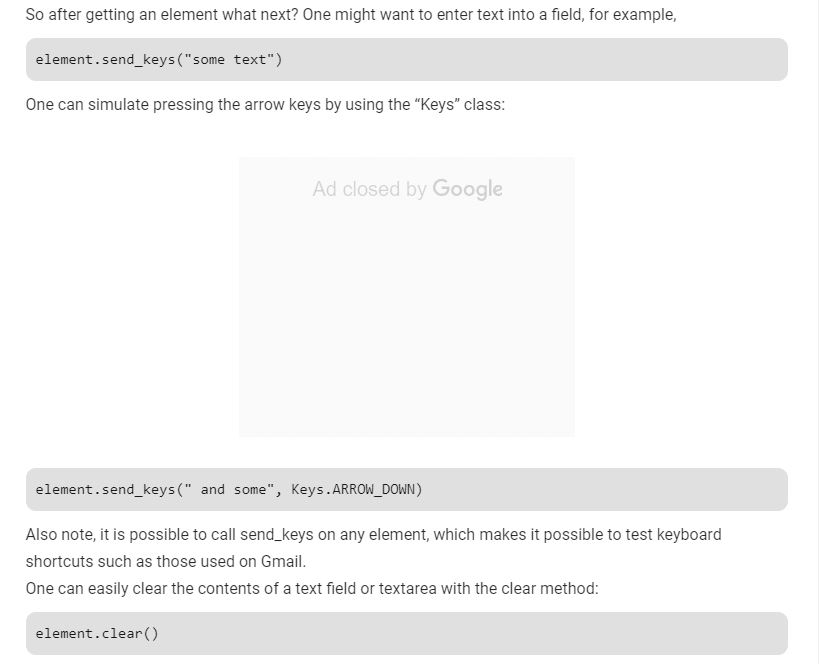 So after getting an element what next? One might want to enter text into a field, for example,
element.send_keys("some text")
One can simulate pressing the arrow keys by using the “Keys” class:
Ad closed by Google
element.send_keys(" and some", Keys.ARROW_DOWN)
Also note, it is possible to call send_keys on any element, which makes it possible to test keyboard
shortcuts such as those used on Gmail.
One can easily clear the contents of a text field or textarea with the clear method:
element.clear()